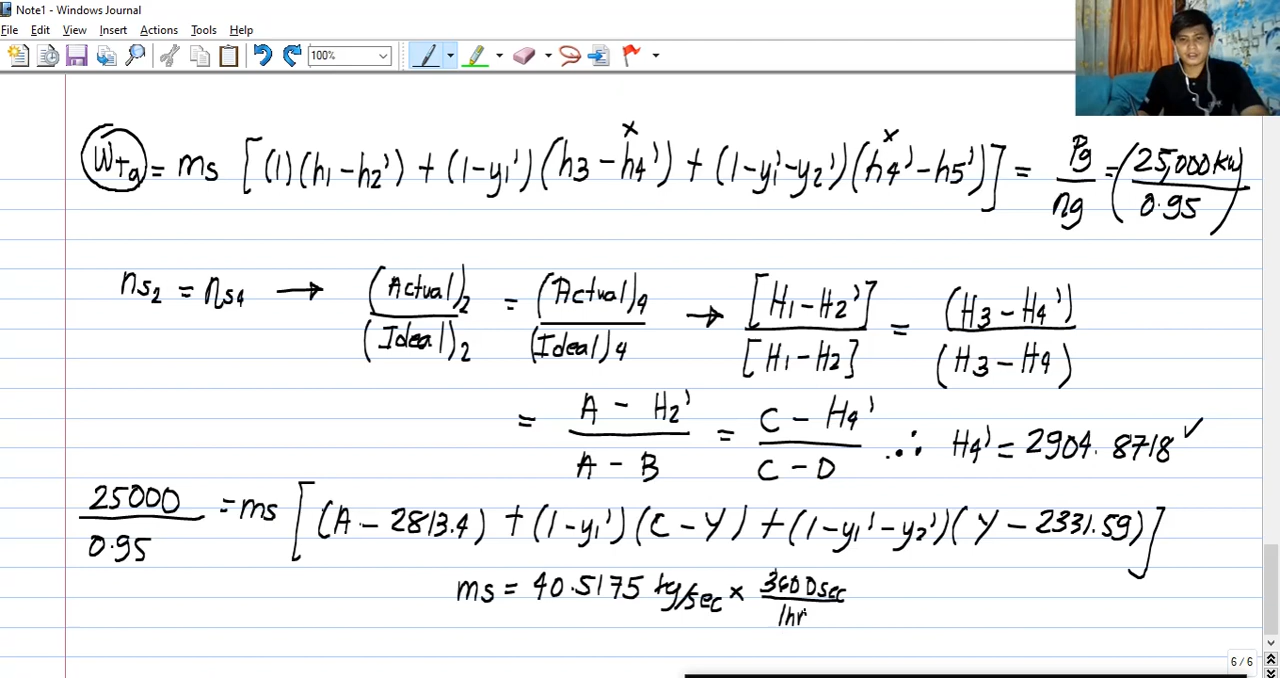 Note1 - Windows Journal
File Edit View Insert Actions Tools Help
100%
W_Tg = ms [(1)(h1-h2') + (1-y1')(h3-h4') + (1-y1'-y2')(h4'-h5')] = Pg/ng = (25,000 KW/0.95)
x x
ns2 = ns4 → (Actual)2/(Ideal)2 = (Actual)4/(Ideal)4 → [H1-H2']/[H1-H2] = (H3-H4')/(H3-H4)
= A-H2'/A-B = C-H4'/C-D ∴ H4' = 2904.8718 ✓
25000/0.95 = ms [(A-2813.4) + (1-y1')(C-Y) + (1-y1'-y2')(Y-2331.59)]
ms = 40.5175 kg/sec x 3600sec/1hr
6 / 6